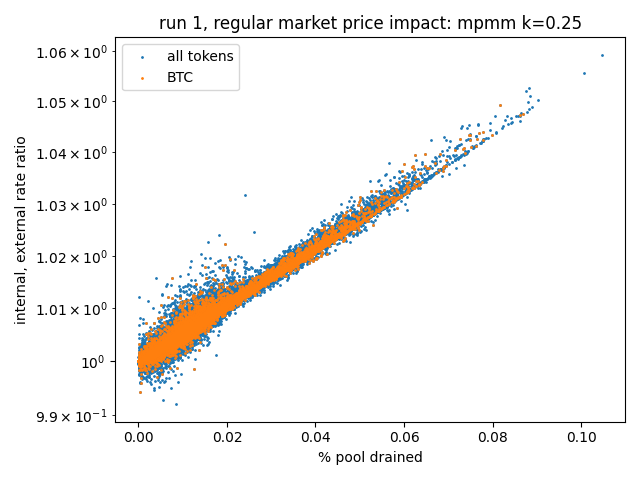 run 1, regular market price impact: mpmm k=0.25
all tokens
BTC
internal, external rate ratio
1.06 × 10⁰
1.05 × 10⁰
1.04 × 10⁰
1.03 × 10⁰
1.02 × 10⁰
1.01 × 10⁰
10⁰
9.9 × 10⁻¹
0.00 0.02 0.04 0.06 0.08 0.10
% pool drained